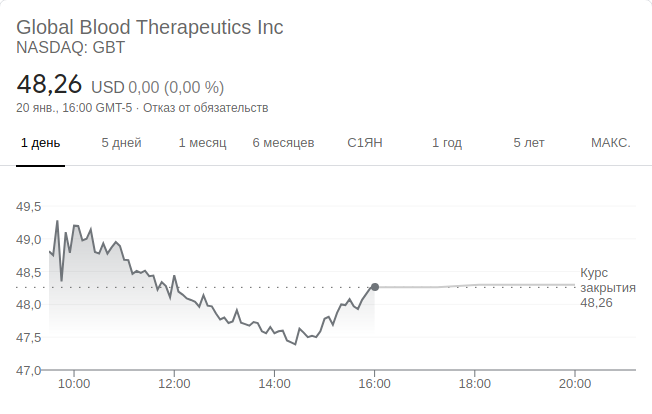 Global Blood Therapeutics Inc
NASDAQ: GBT
48,26 USD 0,00 (0,00 %)
20 янв., 16:00 GMT-5 · Отказ от обязательств
1 день 5 дней 1 месяц 6 месяцев С1ЯН 1 год 5 лет МАКС.
49,5
49,0
48,5
48,0
47,5
47,0
Курс
закрытия
48,26
10:00 12:00 14:00 16:00 18:00 20:00